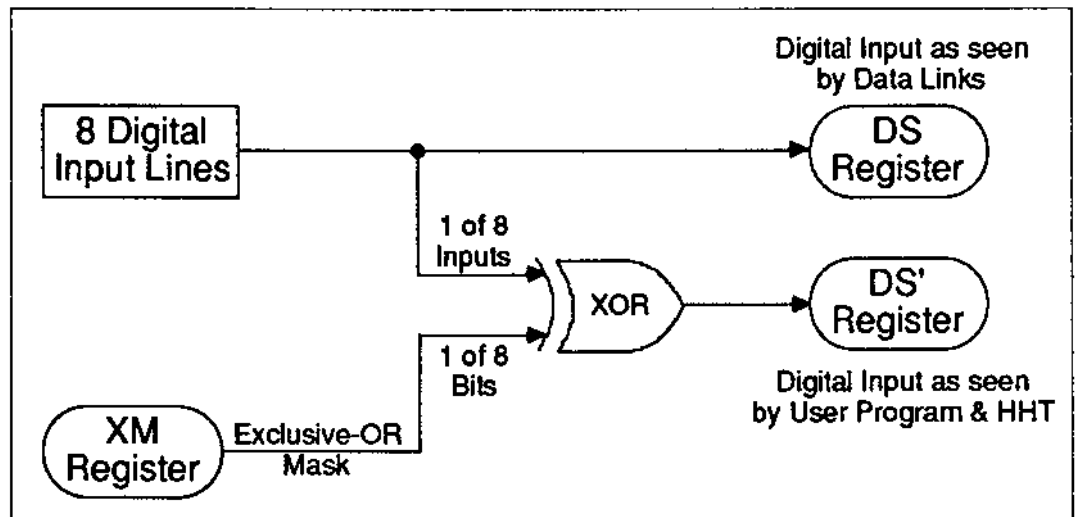 Digital Input as seen
by Data Links
8 Digital
Input Lines
DS
Register
1 of 8
Inputs
XOR
DS'
Register
1 of 8
Bits
Digital Input as seen
by User Program & HHT
XM
Register
Exclusive-OR
Mask